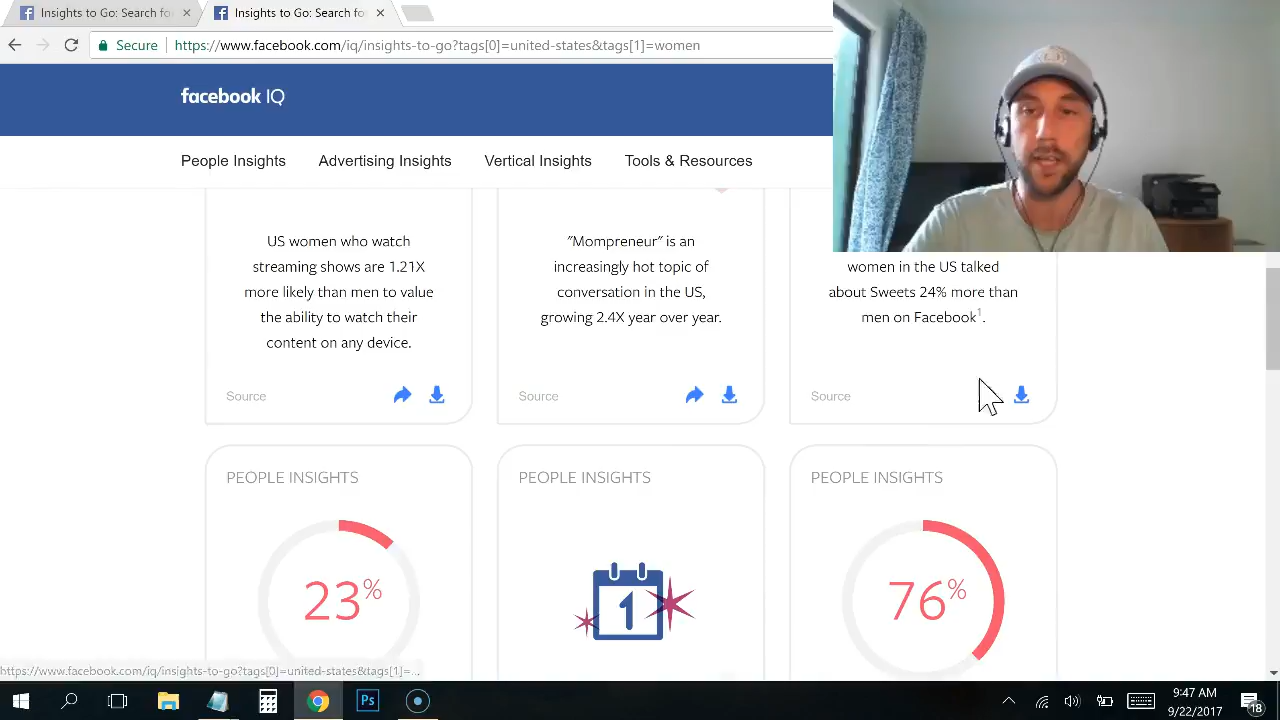 Insights to Go: Search fo
Insights to Go: Search fo
Secure
https://www.facebook.com/iq/insights-to-go?tags[0]=united-states&tags[1]=women
facebook IQ
People Insights
Advertising Insights
Vertical Insights
Tools & Resources
US women who watch
streaming shows are 1.21X
more likely than men to value
the ability to watch their
content on any device.
Source
"Mompreneur" is an
increasingly hot topic of
conversation in the US,
growing 2.4X year over year.
Source
women in the US talked
about Sweets 24% more than
men on Facebook¹.
Source
PEOPLE INSIGHTS
23%
PEOPLE INSIGHTS
1
PEOPLE INSIGHTS
76%
https://www.facebook.com/iq/insights-to-go?tags[0]=united-states&tags[1]=...
Ps
9:47 AM
9/22/2017
18